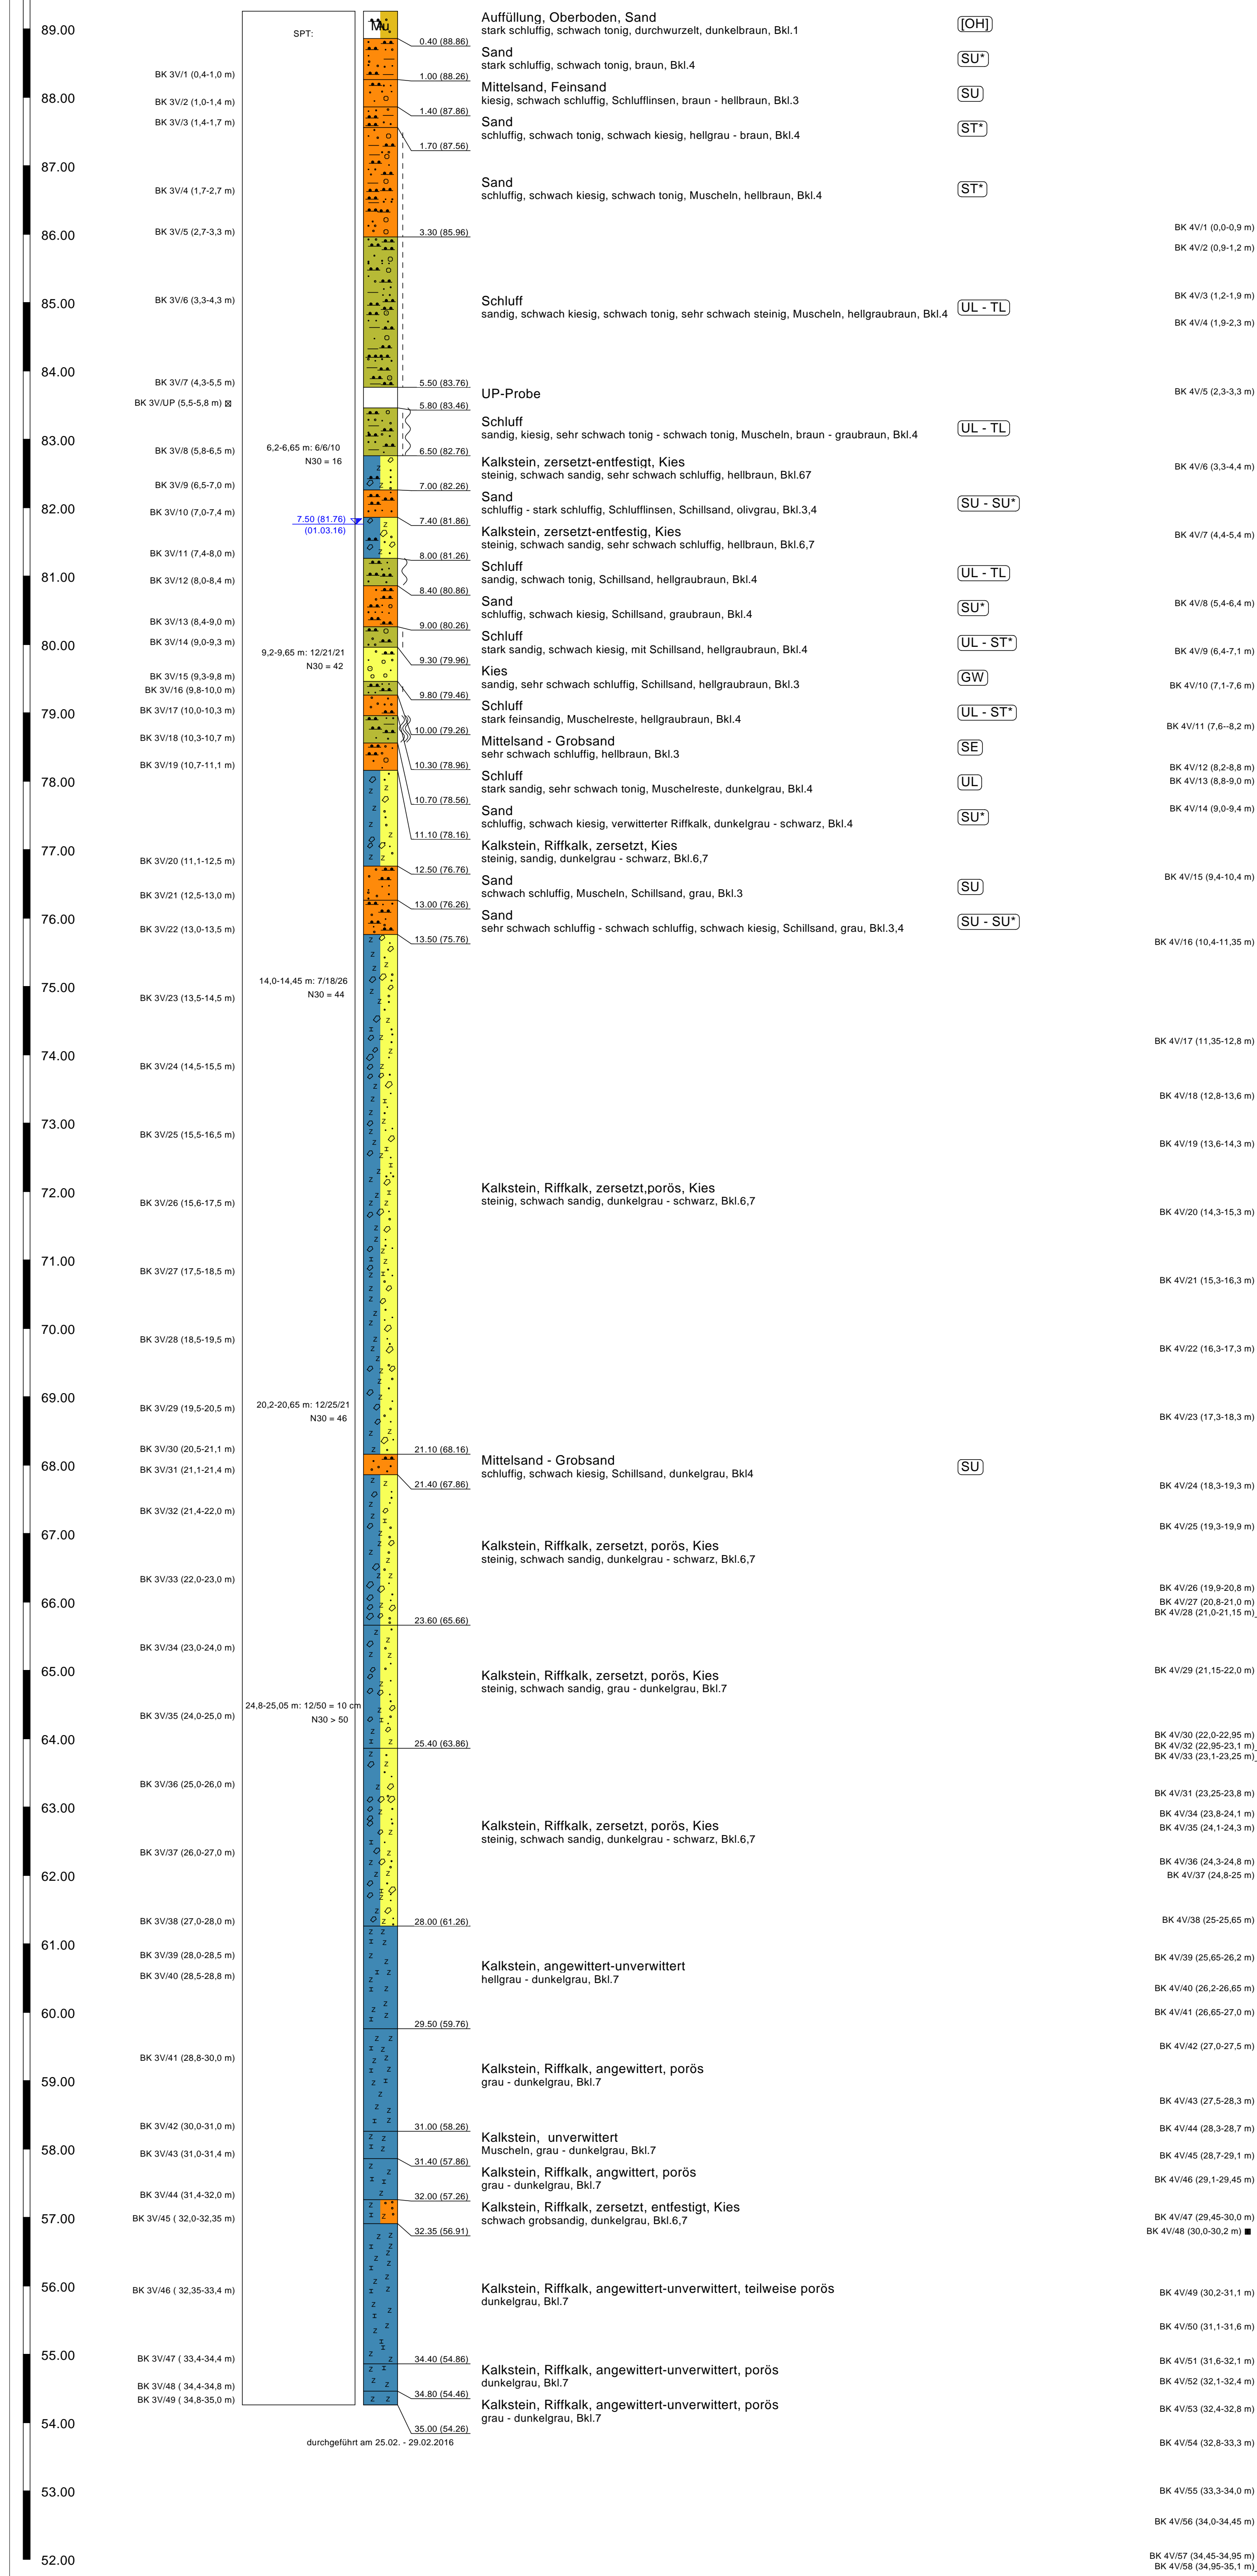 89.00
88.00
87.00
86.00
85.00
84.00
83.00
82.00
81.00
80.00
79.00
78.00
77.00
76.00
75.00
74.00
73.00
72.00
71.00
70.00
69.00
68.00
67.00
66.00
65.00
64.00
63.00
62.00
61.00
60.00
59.00
58.00
57.00
56.00
55.00
54.00
53.00
52.00
BK 3V/1 (0,4-1,0 m)
BK 3V/2 (1,0-1,4 m)
BK 3V/3 (1,4-1,7 m)
BK 3V/4 (1,7-2,7 m)
BK 3V/5 (2,7-3,3 m)
BK 3V/6 (3,3-4,3 m)
BK 3V/7 (4,3-5,5 m)
BK 3V/UP (5,5-5,8 m)
BK 3V/8 (5,8-6,5 m)
BK 3V/9 (6,5-7,0 m)
BK 3V/10 (7,0-7,4 m)
BK 3V/11 (7,4-8,0 m)
BK 3V/12 (8,0-8,4 m)
BK 3V/13 (8,4-9,0 m)
BK 3V/14 (9,0-9,3 m)
BK 3V/15 (9,3-9,8 m)
BK 3V/16 (9,8-10,0 m)
BK 3V/17 (10,0-10,3 m)
BK 3V/18 (10,3-10,7 m)
BK 3V/19 (10,7-11,1 m)
BK 3V/20 (11,1-12,5 m)
BK 3V/21 (12,5-13,0 m)
BK 3V/22 (13,0-13,5 m)
BK 3V/23 (13,5-14,5 m)
BK 3V/24 (14,5-15,5 m)
BK 3V/25 (15,5-16,5 m)
BK 3V/26 (15,6-17,5 m)
BK 3V/27 (17,5-18,5 m)
BK 3V/28 (18,5-19,5 m)
BK 3V/29 (19,5-20,5 m)
BK 3V/30 (20,5-21,1 m)
BK 3V/31 (21,1-21,4 m)
BK 3V/32 (21,4-22,0 m)
BK 3V/33 (22,0-23,0 m)
BK 3V/34 (23,0-24,0 m)
BK 3V/35 (24,0-25,0 m)
BK 3V/36 (25,0-26,0 m)
BK 3V/37 (26,0-27,0 m)
BK 3V/38 (27,0-28,0 m)
BK 3V/39 (28,0-28,5 m)
BK 3V/40 (28,5-28,8 m)
BK 3V/41 (28,8-30,0 m)
BK 3V/42 (30,0-31,0 m)
BK 3V/43 (31,0-31,4 m)
BK 3V/44 (31,4-32,0 m)
BK 3V/45 ( 32,0-32,35 m)
BK 3V/46 ( 32,35-33,4 m)
BK 3V/47 ( 33,4-34,4 m)
BK 3V/48 ( 34,4-34,8 m)
BK 3V/49 ( 34,8-35,0 m)
SPT:
6,2-6,65 m: 6/6/10
N30 = 16
7.50 (81.76)
(01.03.16)
9,2-9,65 m: 12/21/21
N30 = 42
14,0-14,45 m: 7/18/26
N30 = 44
20,2-20,65 m: 12/25/21
N30 = 46
24,8-25,05 m: 12/50 = 10 cm
N30 > 50
Mu
0.40 (88.86)
1.00 (88.26)
1.40 (87.86)
1.70 (87.56)
3.30 (85.96)
5.50 (83.76)
5.80 (83.46)
6.50 (82.76)
7.00 (82.26)
7.40 (81.86)
8.00 (81.26)
8.40 (80.86)
9.00 (80.26)
9.30 (79.96)
9.80 (79.46)
10.00 (79.26)
10.30 (78.96)
10.70 (78.56)
11.10 (78.16)
12.50 (76.76)
13.00 (76.26)
13.50 (75.76)
21.10 (68.16)
21.40 (67.86)
23.60 (65.66)
25.40 (63.86)
28.00 (61.26)
29.50 (59.76)
31.00 (58.26)
31.40 (57.86)
32.00 (57.26)
32.35 (56.91)
34.40 (54.86)
34.80 (54.46)
35.00 (54.26)
durchgeführt am 25.02. - 29.02.2016
Auffüllung, Oberboden, Sand
stark schluffig, schwach tonig, durchwurzelt, dunkelbraun, Bkl.1
[OH]
Sand
stark schluffig, schwach tonig, braun, Bkl.4
SU*
Mittelsand, Feinsand
kiesig, schwach schluffig, Schlufflinsen, braun - hellbraun, Bkl.3
SU
Sand
schluffig, schwach tonig, schwach kiesig, hellgrau - braun, Bkl.4
ST*
Sand
schluffig, schwach kiesig, schwach tonig, Muscheln, hellbraun, Bkl.4
ST*
Schluff
sandig, schwach kiesig, schwach tonig, sehr schwach steinig, Muscheln, hellgraubraun, Bkl.4
UL - TL
UP-Probe
Schluff
sandig, kiesig, sehr schwach tonig - schwach tonig, Muscheln, braun - graubraun, Bkl.4
UL - TL
Kalkstein, zersetzt-entfestigt, Kies
steinig, schwach sandig, sehr schwach schluffig, hellbraun, Bkl.67
Sand
schluffig - stark schluffig, Schlufflinsen, Schillsand, olivgrau, Bkl.3,4
SU - SU*
Kalkstein, zersetzt-entfestig, Kies
steinig, schwach sandig, sehr schwach schluffig, hellbraun, Bkl.6,7
Schluff
sandig, schwach tonig, Schillsand, hellgraubraun, Bkl.4
UL - TL
Sand
schluffig, schwach kiesig, Schillsand, graubraun, Bkl.4
SU*
Schluff
stark sandig, schwach kiesig, mit Schillsand, hellgraubraun, Bkl.4
UL - ST*
Kies
sandig, sehr schwach schluffig, Schillsand, hellgraubraun, Bkl.3
GW
Schluff
stark feinsandig, Muschelreste, hellgraubraun, Bkl.4
UL - ST*
Mittelsand - Grobsand
sehr schwach schluffig, hellbraun, Bkl.3
SE
Schluff
stark sandig, sehr schwach tonig, Muschelreste, dunkelgrau, Bkl.4
UL
Sand
schluffig, schwach kiesig, verwitterter Riffkalk, dunkelgrau - schwarz, Bkl.4
SU*
Kalkstein, Riffkalk, zersetzt, Kies
steinig, sandig, dunkelgrau - schwarz, Bkl.6,7
Sand
schwach schluffig, Muscheln, Schillsand, grau, Bkl.3
SU
Sand
sehr schwach schluffig - schwach schluffig, schwach kiesig, Schillsand, grau, Bkl.3,4
SU - SU*
Kalkstein, Riffkalk, zersetzt,porös, Kies
steinig, schwach sandig, dunkelgrau - schwarz, Bkl.6,7
Mittelsand - Grobsand
schluffig, schwach kiesig, Schillsand, dunkelgrau, Bkl4
SU
Kalkstein, Riffkalk, zersetzt, porös, Kies
steinig, schwach sandig, dunkelgrau - schwarz, Bkl.6,7
Kalkstein, Riffkalk, zersetzt, porös, Kies
steinig, schwach sandig, grau - dunkelgrau, Bkl.7
Kalkstein, Riffkalk, zersetzt, porös, Kies
steinig, schwach sandig, dunkelgrau - schwarz, Bkl.6,7
Kalkstein, angewittert-unverwittert
hellgrau - dunkelgrau, Bkl.7
Kalkstein, Riffkalk, angewittert, porös
grau - dunkelgrau, Bkl.7
Kalkstein, unverwittert
Muscheln, grau - dunkelgrau, Bkl.7
Kalkstein, Riffkalk, angwittert, porös
grau - dunkelgrau, Bkl.7
Kalkstein, Riffkalk, zersetzt, entfestigt, Kies
schwach grobsandig, dunkelgrau, Bkl.6,7
Kalkstein, Riffkalk, angewittert-unverwittert, teilweise porös
dunkelgrau, Bkl.7
Kalkstein, Riffkalk, angewittert-unverwittert, porös
dunkelgrau, Bkl.7
Kalkstein, Riffkalk, angewittert-unverwittert, porös
grau - dunkelgrau, Bkl.7
BK 4V/1 (0,0-0,9 m)
BK 4V/2 (0,9-1,2 m)
BK 4V/3 (1,2-1,9 m)
BK 4V/4 (1,9-2,3 m)
BK 4V/5 (2,3-3,3 m)
BK 4V/6 (3,3-4,4 m)
BK 4V/7 (4,4-5,4 m)
BK 4V/8 (5,4-6,4 m)
BK 4V/9 (6,4-7,1 m)
BK 4V/10 (7,1-7,6 m)
BK 4V/11 (7,6--8,2 m)
BK 4V/12 (8,2-8,8 m)
BK 4V/13 (8,8-9,0 m)
BK 4V/14 (9,0-9,4 m)
BK 4V/15 (9,4-10,4 m)
BK 4V/16 (10,4-11,35 m)
BK 4V/17 (11,35-12,8 m)
BK 4V/18 (12,8-13,6 m)
BK 4V/19 (13,6-14,3 m)
BK 4V/20 (14,3-15,3 m)
BK 4V/21 (15,3-16,3 m)
BK 4V/22 (16,3-17,3 m)
BK 4V/23 (17,3-18,3 m)
BK 4V/24 (18,3-19,3 m)
BK 4V/25 (19,3-19,9 m)
BK 4V/26 (19,9-20,8 m)
BK 4V/27 (20,8-21,0 m)
BK 4V/28 (21,0-21,15 m)
BK 4V/29 (21,15-22,0 m)
BK 4V/30 (22,0-22,95 m)
BK 4V/32 (22,95-23,1 m)
BK 4V/33 (23,1-23,25 m)
BK 4V/31 (23,25-23,8 m)
BK 4V/34 (23,8-24,1 m)
BK 4V/35 (24,1-24,3 m)
BK 4V/36 (24,3-24,8 m)
BK 4V/37 (24,8-25 m)
BK 4V/38 (25-25,65 m)
BK 4V/39 (25,65-26,2 m)
BK 4V/40 (26,2-26,65 m)
BK 4V/41 (26,65-27,0 m)
BK 4V/42 (27,0-27,5 m)
BK 4V/43 (27,5-28,3 m)
BK 4V/44 (28,3-28,7 m)
BK 4V/45 (28,7-29,1 m)
BK 4V/46 (29,1-29,45 m)
BK 4V/47 (29,45-30,0 m)
BK 4V/48 (30,0-30,2 m)
BK 4V/49 (30,2-31,1 m)
BK 4V/50 (31,1-31,6 m)
BK 4V/51 (31,6-32,1 m)
BK 4V/52 (32,1-32,4 m)
BK 4V/53 (32,4-32,8 m)
BK 4V/54 (32,8-33,3 m)
BK 4V/55 (33,3-34,0 m)
BK 4V/56 (34,0-34,45 m)
BK 4V/57 (34,45-34,95 m)
BK 4V/58 (34,95-35,1 m)